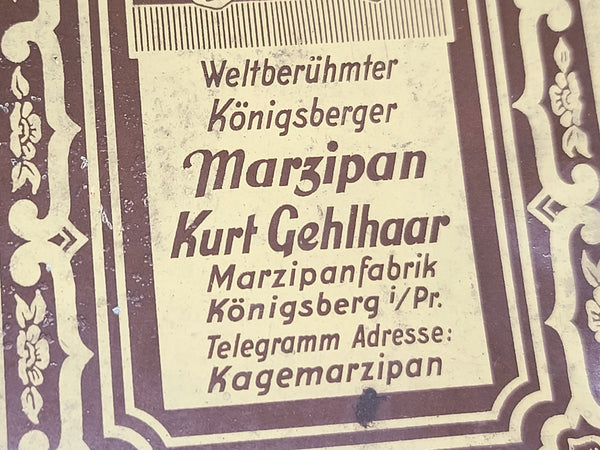 Weltberühmter
Königsberger
Marzipan
Kurt Gehlhaar
Marzipanfabrik
Königsberg i/Pr.
Telegramm Adresse:
Kagemarzipan